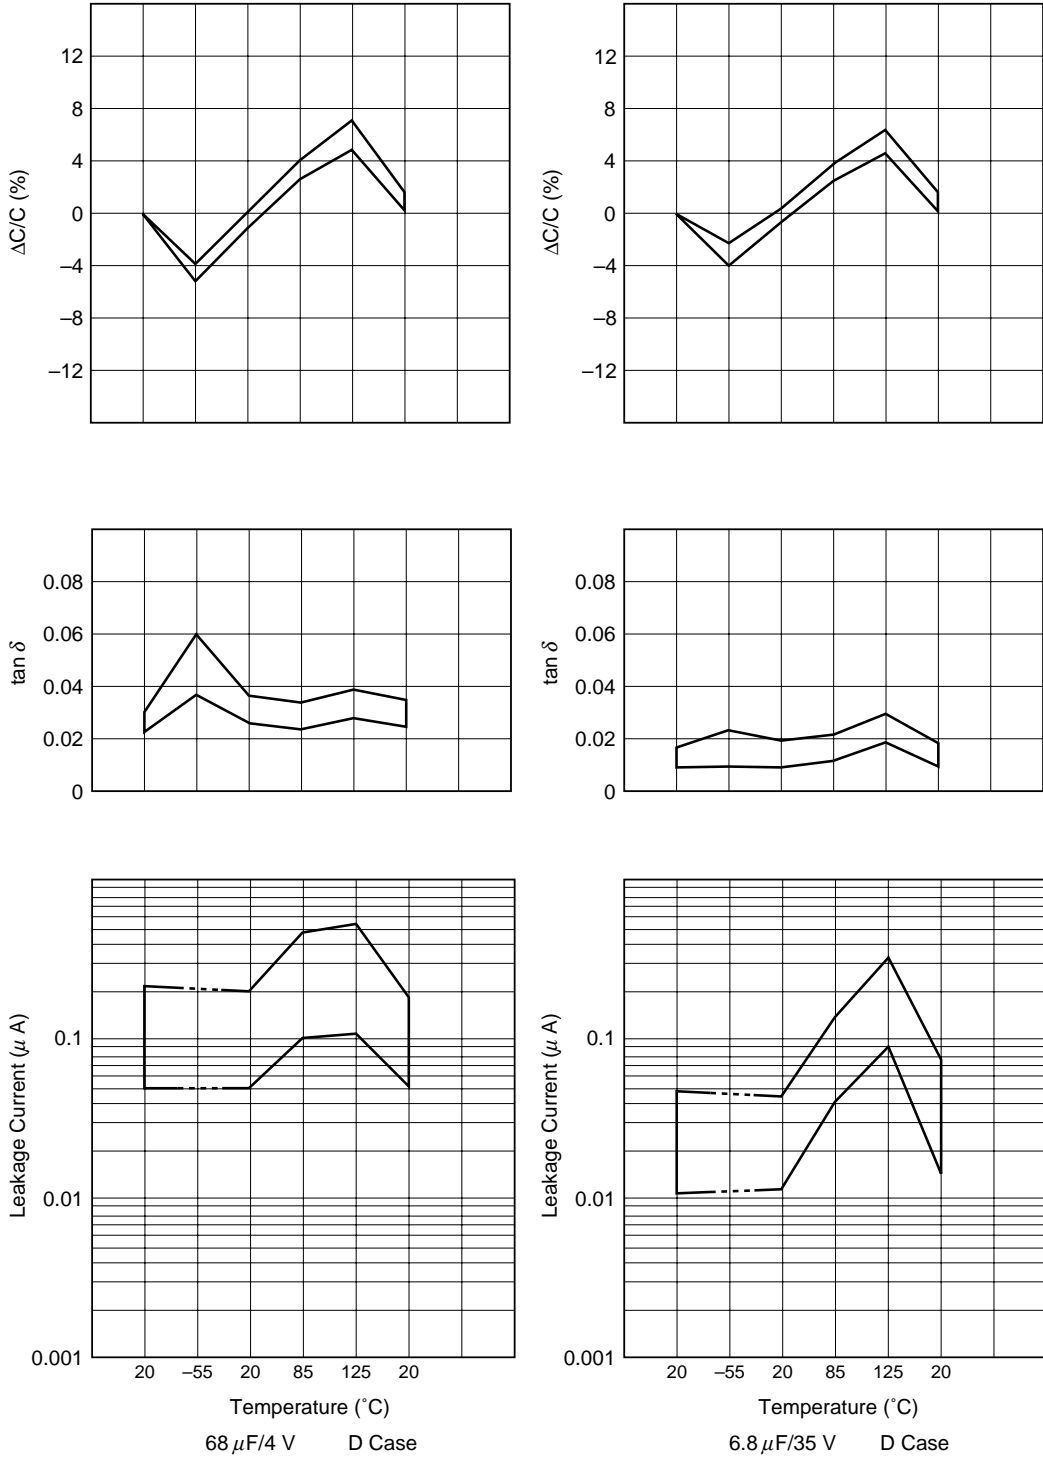 12
8
4
0
–4
–8
–12
ΔC/C (%)
12
8
4
0
–4
–8
–12
ΔC/C (%)
0.08
0.06
0.04
0.02
0
tan δ
0.08
0.06
0.04
0.02
0
tan δ
0.1
0.01
0.001
Leakage Current (μ A)
20 –55 20 85 125 20
Temperature (˚C)
68 μF/4 V D Case
0.1
0.01
0.001
Leakage Current (μ A)
20 –55 20 85 125 20
Temperature (˚C)
6.8 μF/35 V D Case